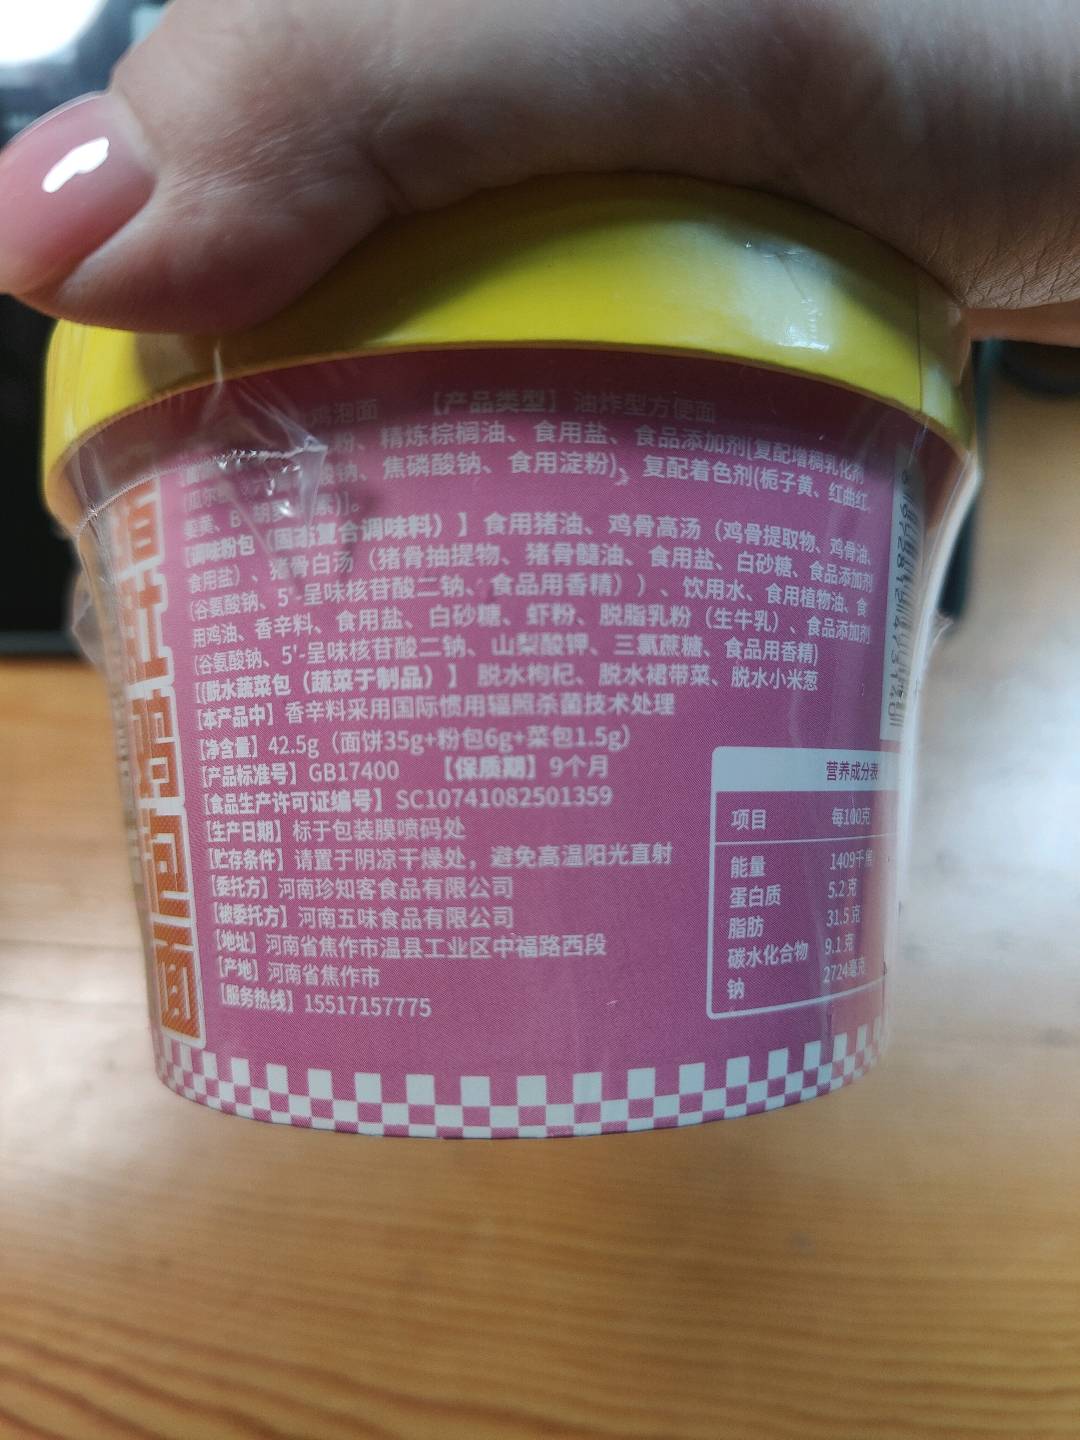 鸡泡面 【产品类型】油炸型方便面
粉、精炼棕榈油、食用盐、食品添加剂[复配增稠乳化剂
酸钠、焦磷酸钠、食用淀粉)、复配着色剂(栀子黄、红曲红、
姜黄、
【调味粉包（固态复合调味料）】食用猪油、鸡骨高汤（鸡骨提取物、鸡骨油、
食用盐）、猪骨白汤（猪骨抽提物、猪骨髓油、食用盐、白砂糖、食品添加剂
(谷氨酸钠、5'-呈味核苷酸二钠、食品用香精））、饮用水、食用植物油、食
用鸡油、香辛料、食用盐、白砂糖、虾粉、脱脂乳粉（生牛乳）、食品添加剂
(谷氨酸钠、5'-呈味核苷酸二钠、山梨酸钾、三氯蔗糖、食品用香精)
【(脱水蔬菜包（蔬菜干制品）】脱水枸杞、脱水裙带菜、脱水小米葱
【本产品中】香辛料采用国际惯用辐照杀菌技术处理
【净含量】42.5g（面饼35g+粉包6g+菜包1.5g）
【产品标准号】GB17400 【保质期】9个月
【食品生产许可证编号】SC10741082501359
【生产日期】标于包装膜喷码处
【贮存条件】请置于阴凉干燥处，避免高温阳光直射
【委托方】河南珍知客食品有限公司
【被委托方】河南五味食品有限公司
【地址】河南省焦作市温县工业区中福路西段
【产地】河南省焦作市
【服务热线】15517157775
营养成分表
项目 每100克
能量 1409千
蛋白质 5.2克
脂肪 31.5克
碳水化合物 9.1克
钠 2724毫克
肚鸡泡面